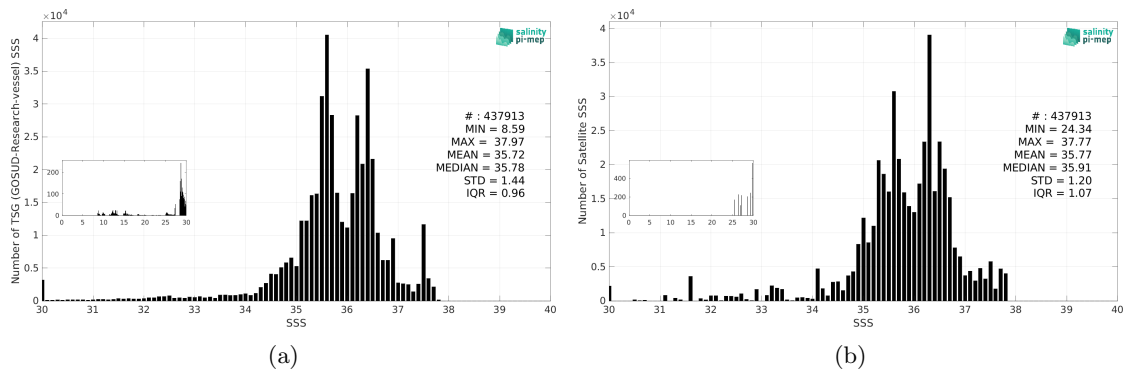 ×10⁴
4
3.5
3
2.5
2
1.5
1
0.5
0
Number of TSG (GOSUD-Research-vessel) SSS
salinity
pi-mep
# : 437913
MIN = 8.59
MAX = 37.97
MEAN = 35.72
MEDIAN = 35.78
STD = 1.44
IQR = 0.96
200
100
0
0 5 10 15 20 25 30
30 31 32 33 34 35 36 37 38 39 40
SSS
(a)
×10⁴
4
3.5
3
2.5
2
1.5
1
0.5
0
Number of Satellite SSS
salinity
pi-mep
# : 437913
MIN = 24.34
MAX = 37.77
MEAN = 35.77
MEDIAN = 35.91
STD = 1.20
IQR = 1.07
400
200
0
0 5 10 15 20 25 30
30 31 32 33 34 35 36 37 38 39 40
SSS
(b)